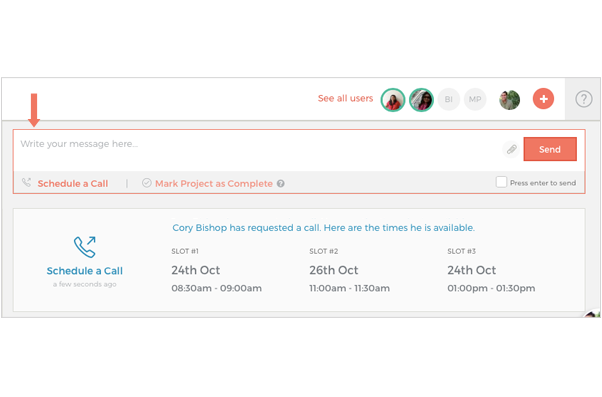 See all users
BI
MP
+
?
Write your message here...
Send
Schedule a Call | Mark Project as Complete ?
Press enter to send
Cory Bishop has requested a call. Here are the times he is available.
Schedule a Call
a few seconds ago
SLOT #1
24th Oct
08:30am - 09:00am
SLOT #2
26th Oct
11:00am - 11:30am
SLOT #3
24th Oct
01:00pm - 01:30pm